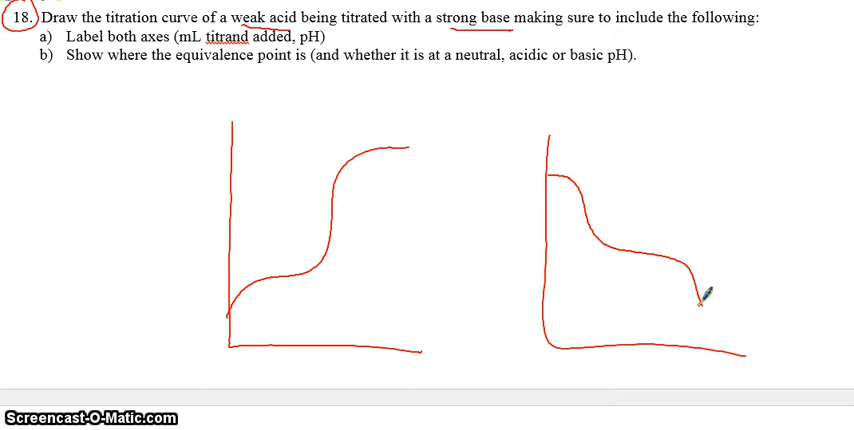 18. Draw the titration curve of a weak acid being titrated with a strong base making sure to include the following:
a) Label both axes (mL titrand added, pH)
b) Show where the equivalence point is (and whether it is at a neutral, acidic or basic pH).
Screencast-O-Matic.com